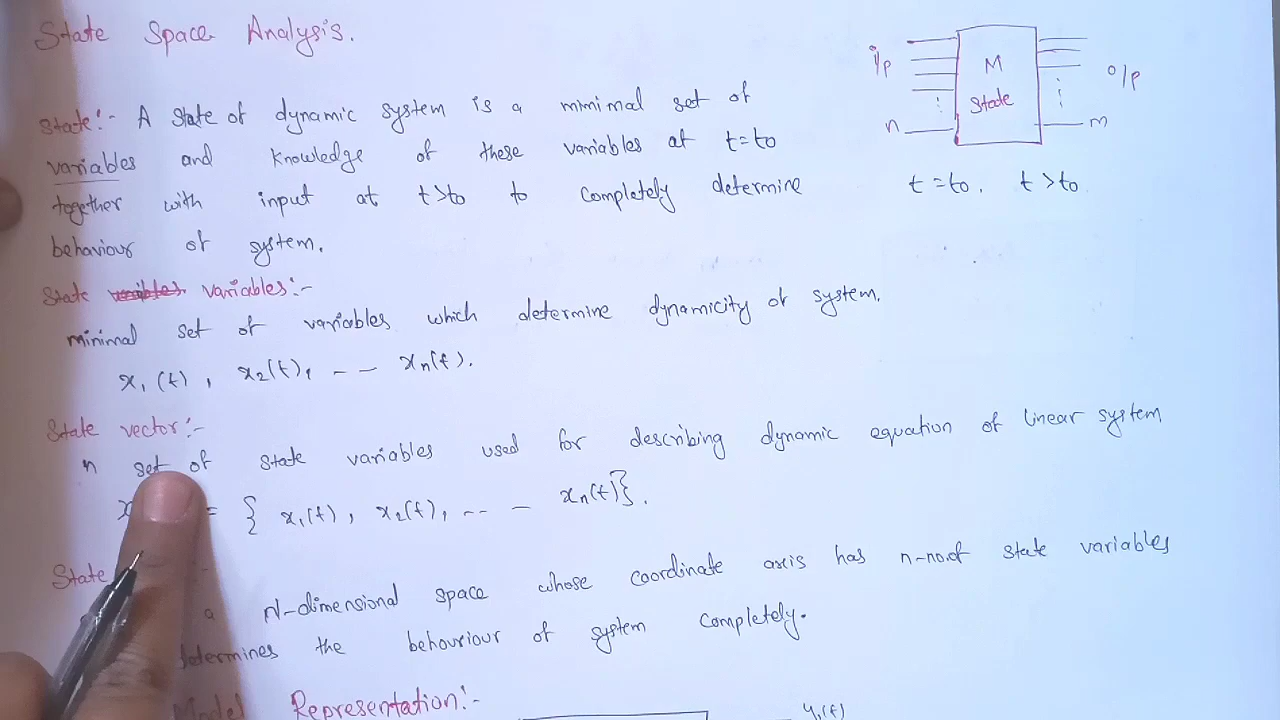 State Space Analysis.
i/p
M
State
o/p
n
m
State:- A state of dynamic system is a minimal set of
variables and knowledge of these variables at t=to
together with input at t>to to completely determine
behaviour of system.
t=to, t>to
State variables:-
minimal set of variables which determine dynamicity of system.
x₁(t), x₂(t), -- xₙ(t).
State vector:-
n set of state variables used for describing dynamic equation of linear system
= { x₁(t), x₂(t), -- - xₙ(t)}.
State
a N-dimensional space whose coordinate axis has n-no.of state variables
determines the behouriour of system completely.
Model Representation:-
y₁(t)